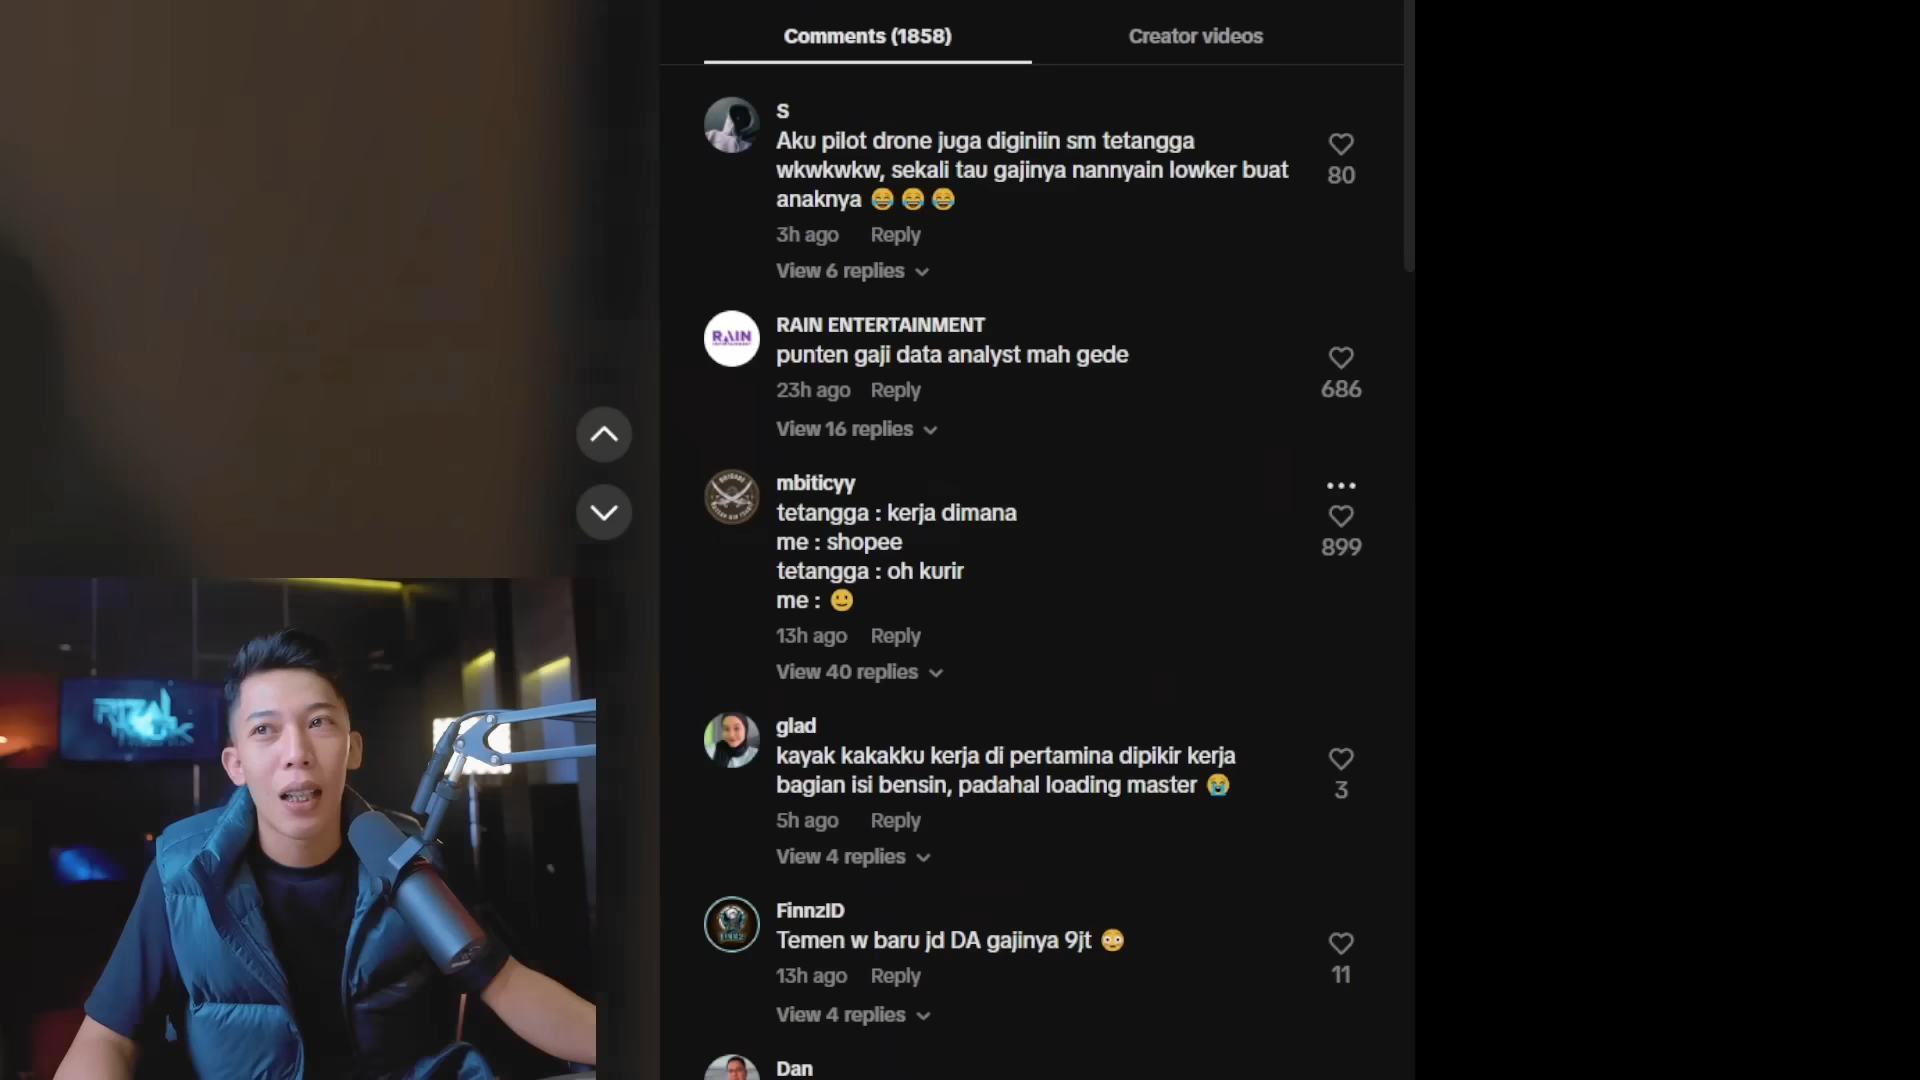 Comments (1858)
Creator videos
S
Aku pilot drone juga diginiin sm tetangga
wkwkwkw, sekali tau gajinya nannyain lowker buat
anaknya 😂 😂 😂
80
3h ago Reply
View 6 replies
RAIN
RAIN ENTERTAINMENT
punten gaji data analyst mah gede
686
23h ago Reply
View 16 replies
mbiticyy
tetangga : kerja dimana
me : shopee
tetangga : oh kurir
me : 🙂
899
13h ago Reply
View 40 replies
glad
kayak kakakku kerja di pertamina dipikir kerja
bagian isi bensin, padahal loading master 😭
3
5h ago Reply
View 4 replies
FinnzID
Temen w baru jd DA gajinya 9jt 😳
11
13h ago Reply
View 4 replies
Dan